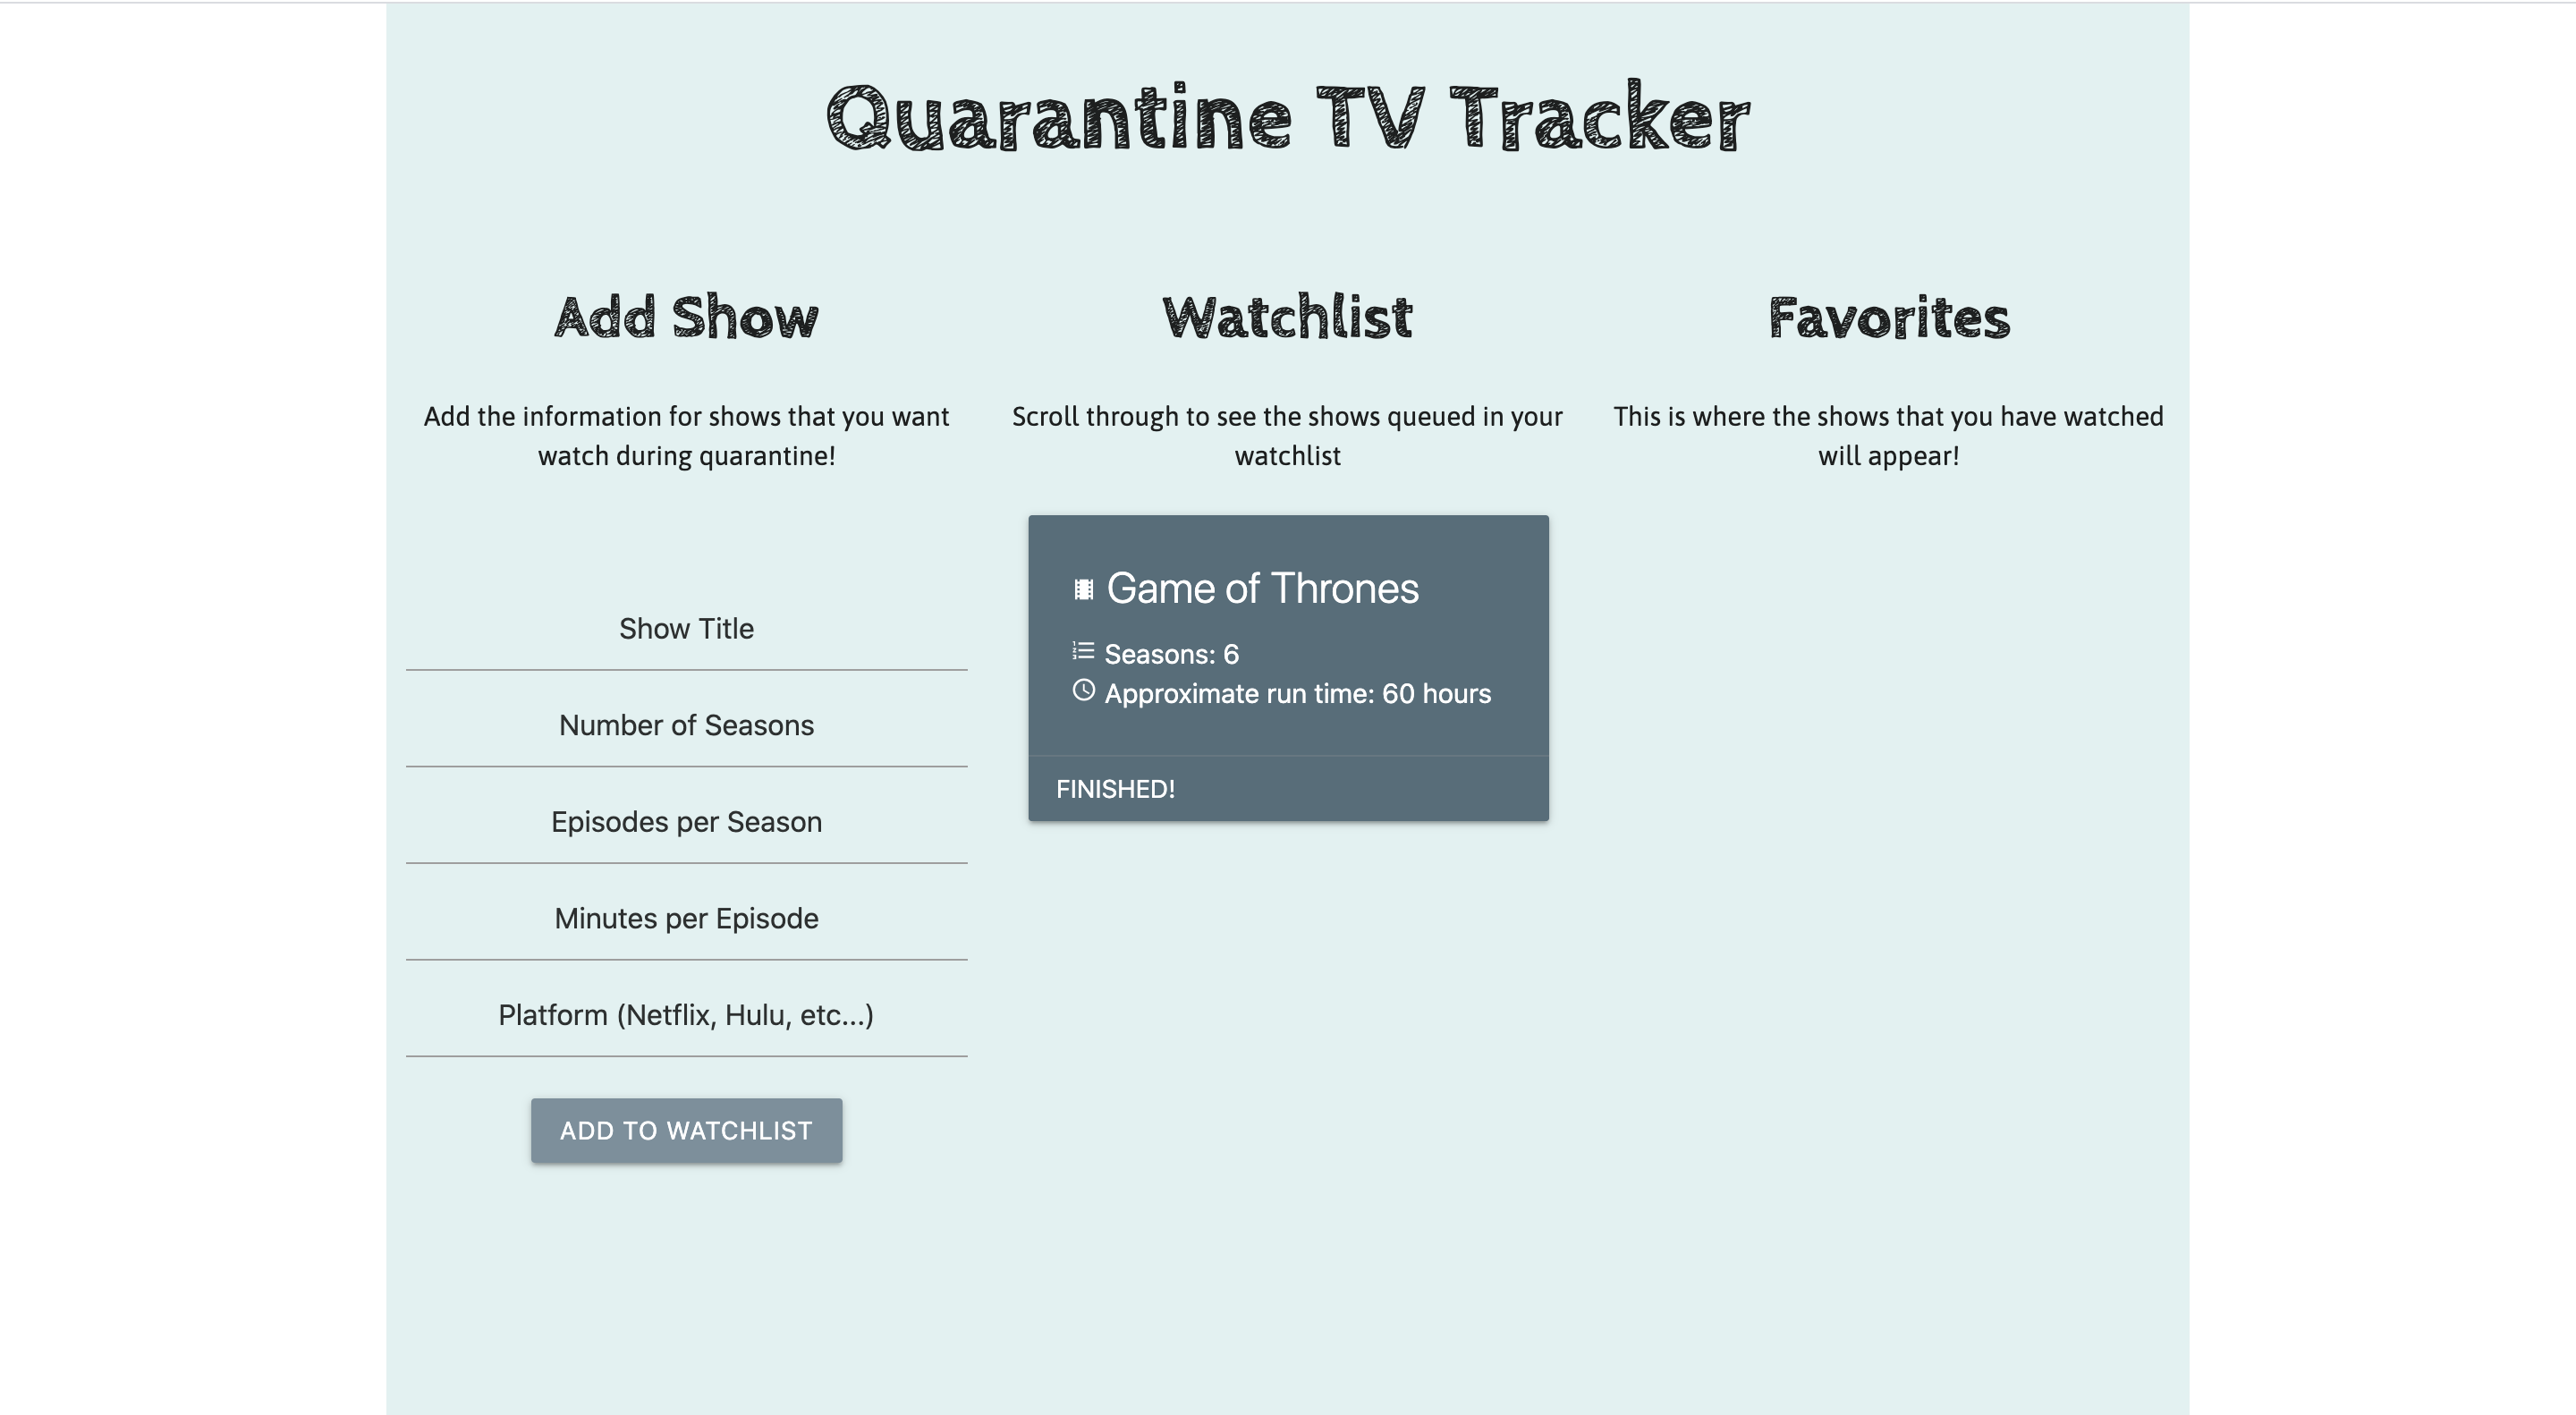 Quarantine TV Tracker
Add Show
Add the information for shows that you want
watch during quarantine!
Show Title
Number of Seasons
Episodes per Season
Minutes per Episode
Platform (Netflix, Hulu, etc...)
ADD TO WATCHLIST
Watchlist
Scroll through to see the shows queued in your
watchlist
Game of Thrones
Seasons: 6
Approximate run time: 60 hours
FINISHED!
Favorites
This is where the shows that you have watched
will appear!